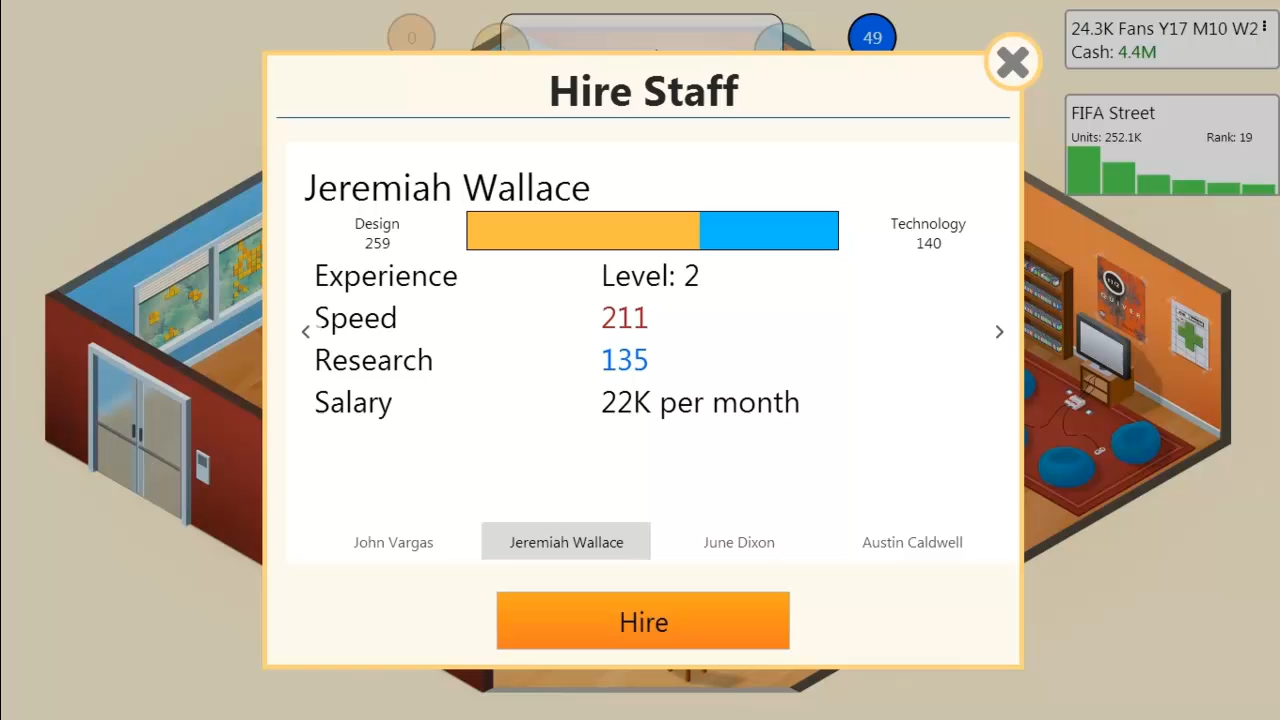 0
49
24.3K Fans Y17 M10 W2
Cash: 4.4M
Hire Staff
FIFA Street
Units: 252.1K Rank: 19
Jeremiah Wallace
Design
259
Technology
140
Experience Level: 2
Speed 211
Research 135
Salary 22K per month
John Vargas Jeremiah Wallace June Dixon Austin Caldwell
Hire